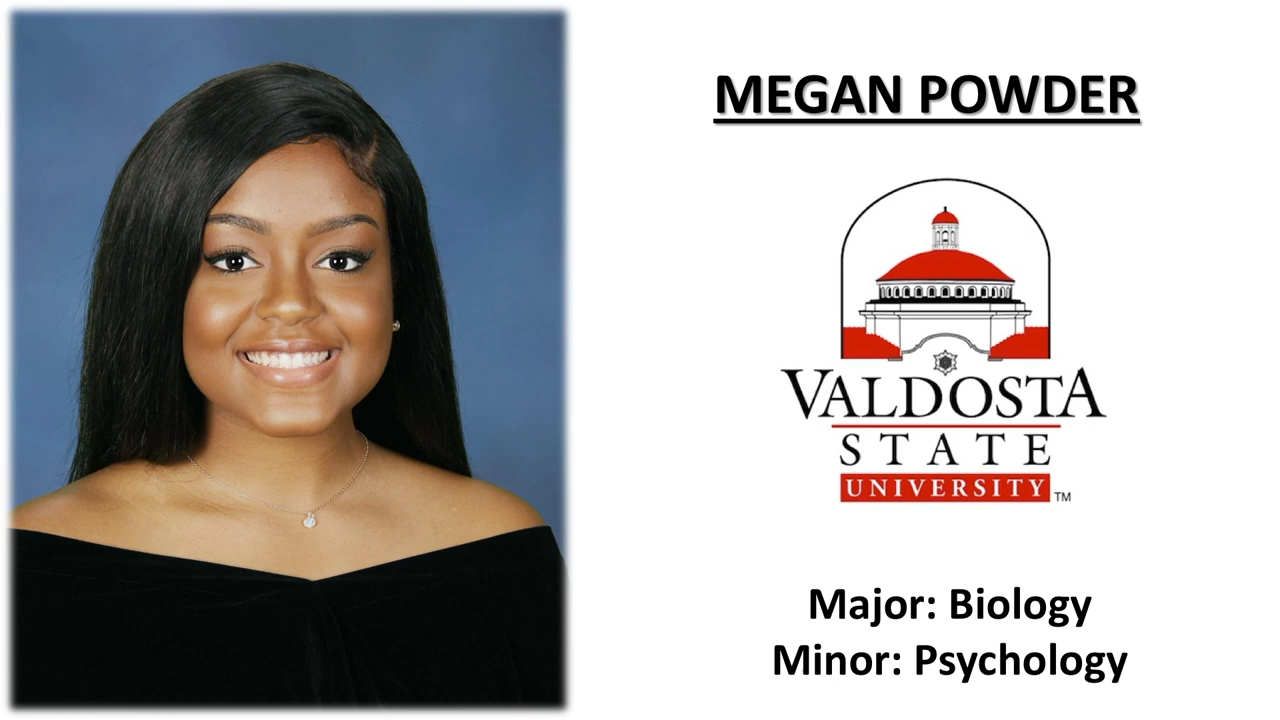 MEGAN POWDER
VALDOSTA
STATE
UNIVERSITY TM
Major: Biology
Minor: Psychology